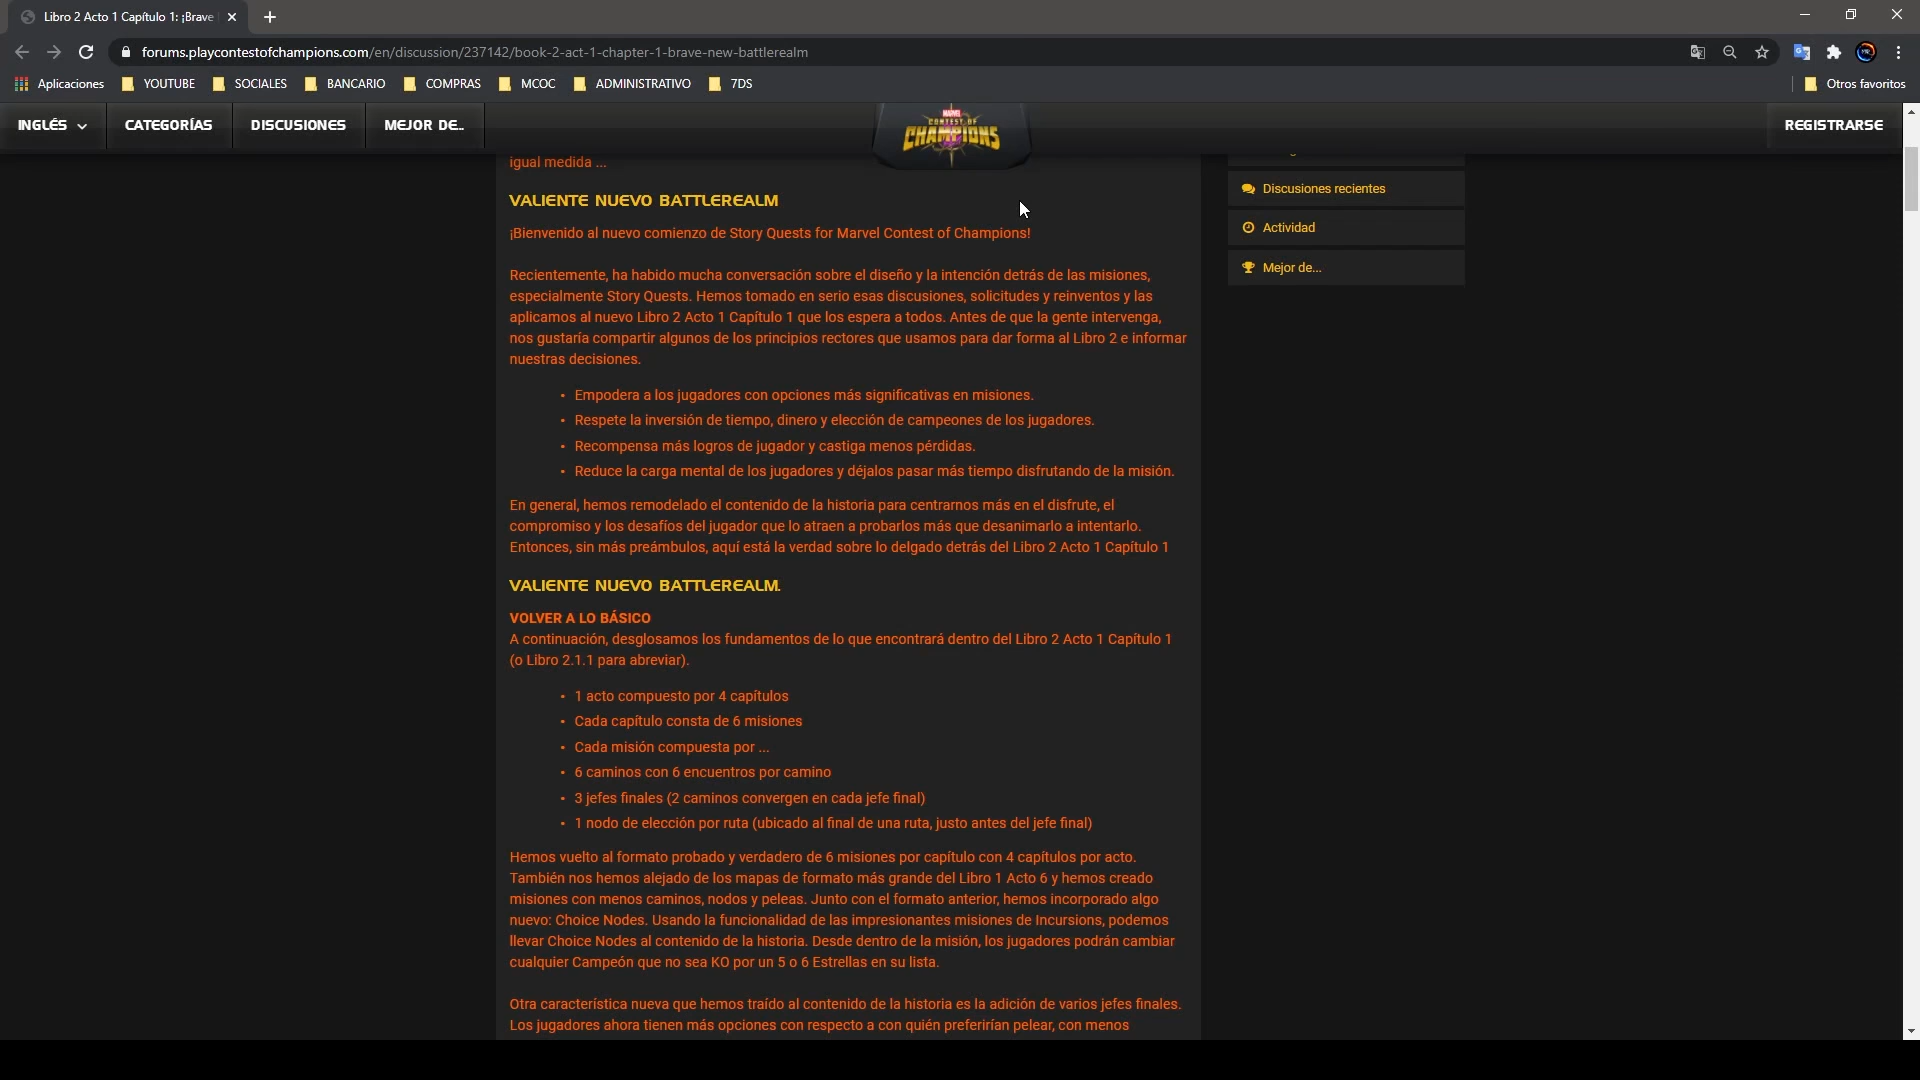 Libro 2 Acto 1 Capítulo 1: ¡Brave
forums.playcontestofchampions.com/en/discussion/237142/book-2-act-1-chapter-1-brave-new-battlerealm
Aplicaciones YOUTUBE SOCIALES BANCARIO COMPRAS MCOC ADMINISTRATIVO 7DS Otros favoritos
INGLÉS CATEGORÍAS DISCUSIONES MEJOR DE.. MARVEL CONTEST OF CHAMPIONS REGISTRARSE
igual medida ...
VALIENTE NUEVO BATTLEREALM
¡Bienvenido al nuevo comienzo de Story Quests for Marvel Contest of Champions!
Recientemente, ha habido mucha conversación sobre el diseño y la intención detrás de las misiones,
especialmente Story Quests. Hemos tomado en serio esas discusiones, solicitudes y reinventos y las
aplicamos al nuevo Libro 2 Acto 1 Capítulo 1 que los espera a todos. Antes de que la gente intervenga,
nos gustaría compartir algunos de los principios rectores que usamos para dar forma al Libro 2 e informar
nuestras decisiones.
• Empodera a los jugadores con opciones más significativas en misiones.
• Respete la inversión de tiempo, dinero y elección de campeones de los jugadores.
• Recompensa más logros de jugador y castiga menos pérdidas.
• Reduce la carga mental de los jugadores y déjalos pasar más tiempo disfrutando de la misión.
En general, hemos remodelado el contenido de la historia para centrarnos más en el disfrute, el
compromiso y los desafíos del jugador que lo atraen a probarlos más que desanimarlo a intentarlo.
Entonces, sin más preámbulos, aquí está la verdad sobre lo delgado detrás del Libro 2 Acto 1 Capítulo 1
VALIENTE NUEVO BATTLEREALM.
VOLVER A LO BÁSICO
A continuación, desglosamos los fundamentos de lo que encontrará dentro del Libro 2 Acto 1 Capítulo 1
(o Libro 2.1.1 para abreviar).
• 1 acto compuesto por 4 capítulos
• Cada capítulo consta de 6 misiones
• Cada misión compuesta por ...
• 6 caminos con 6 encuentros por camino
• 3 jefes finales (2 caminos convergen en cada jefe final)
• 1 nodo de elección por ruta (ubicado al final de una ruta, justo antes del jefe final)
Hemos vuelto al formato probado y verdadero de 6 misiones por capítulo con 4 capítulos por acto.
También nos hemos alejado de los mapas de formato más grande del Libro 1 Acto 6 y hemos creado
misiones con menos caminos, nodos y peleas. Junto con el formato anterior, hemos incorporado algo
nuevo: Choice Nodes. Usando la funcionalidad de las impresionantes misiones de Incursions, podemos
llevar Choice Nodes al contenido de la historia. Desde dentro de la misión, los jugadores podrán cambiar
cualquier Campeón que no sea KO por un 5 o 6 Estrellas en su lista.
Otra característica nueva que hemos traído al contenido de la historia es la adición de varios jefes finales.
Los jugadores ahora tienen más opciones con respecto a con quién preferirían pelear, con menos
Discusiones recientes
Actividad
Mejor de...